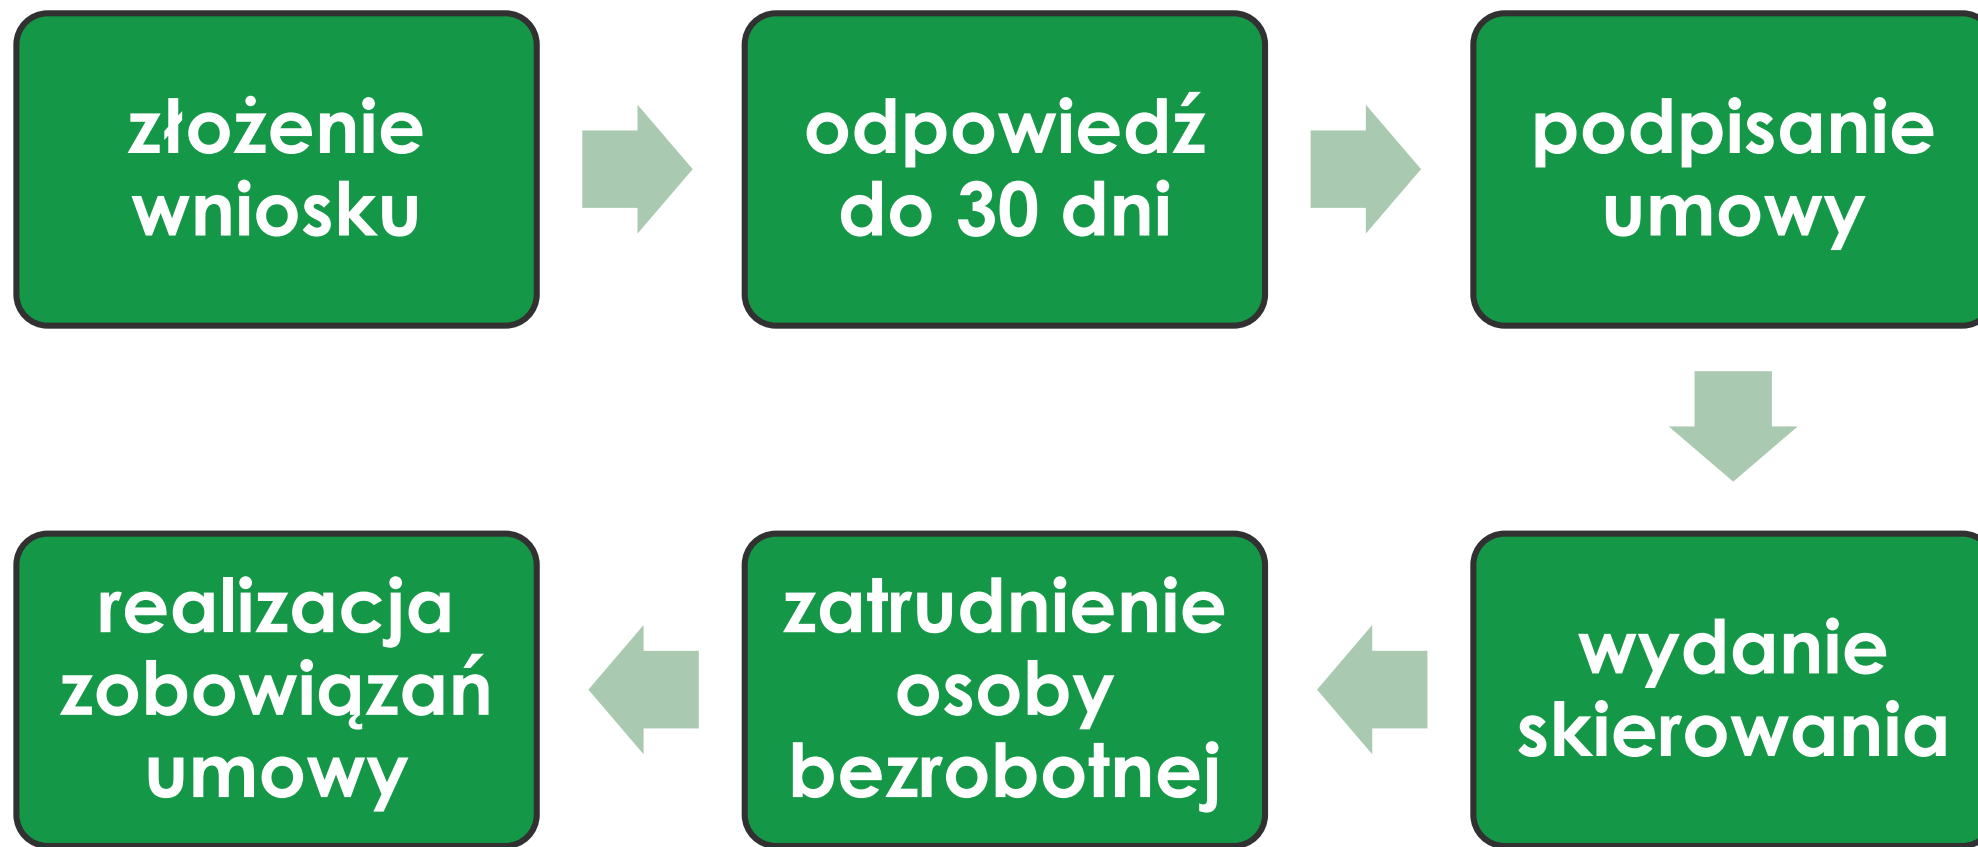 złożenie
wniosku
odpowiedź
do 30 dni
podpisanie
umowy
wydanie
skierowania
zatrudnienie
osoby
bezrobotnej
realizacja
zobowiązań
umowy